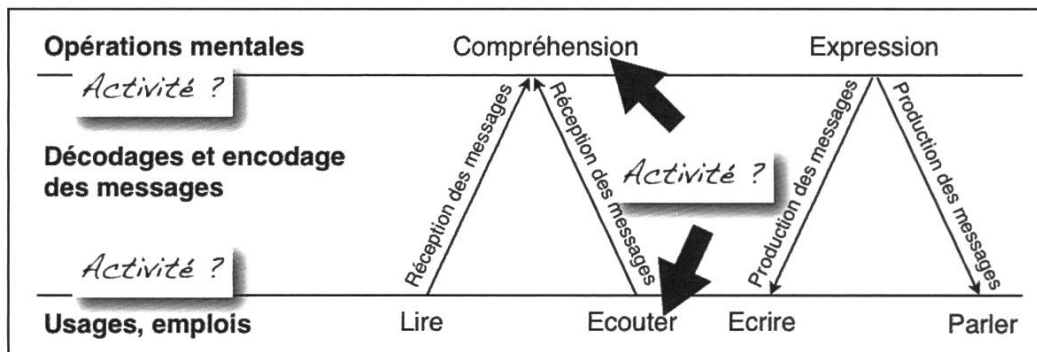 Opérations mentales
Compréhension
Expression
Activité ?
Réception des messages
Réception des messages
Production des messages
Production des messages
Décodages et encodage
des messages
Activité ?
Activité ?
Usages, emplois
Lire
Ecouter
Ecrire
Parler